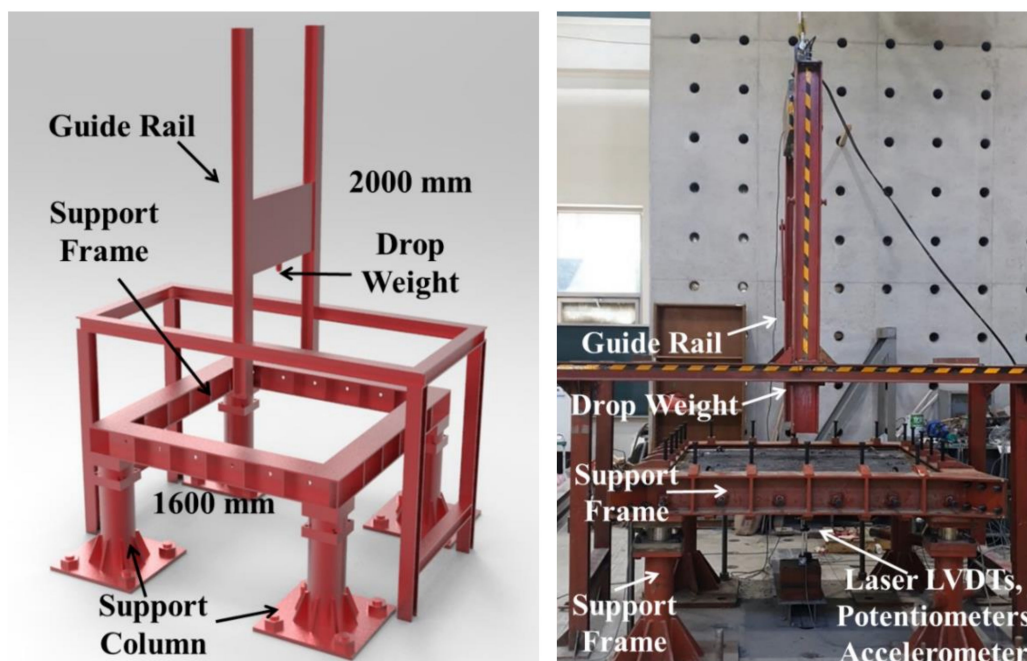 Guide Rail
2000 mm
Support
Frame
Drop
Weight
1600 mm
Support
Column
Guide Rail
Drop Weight
Support
Frame
Support
Frame
Laser LVDTs,
Potentiometers
Accelerometer